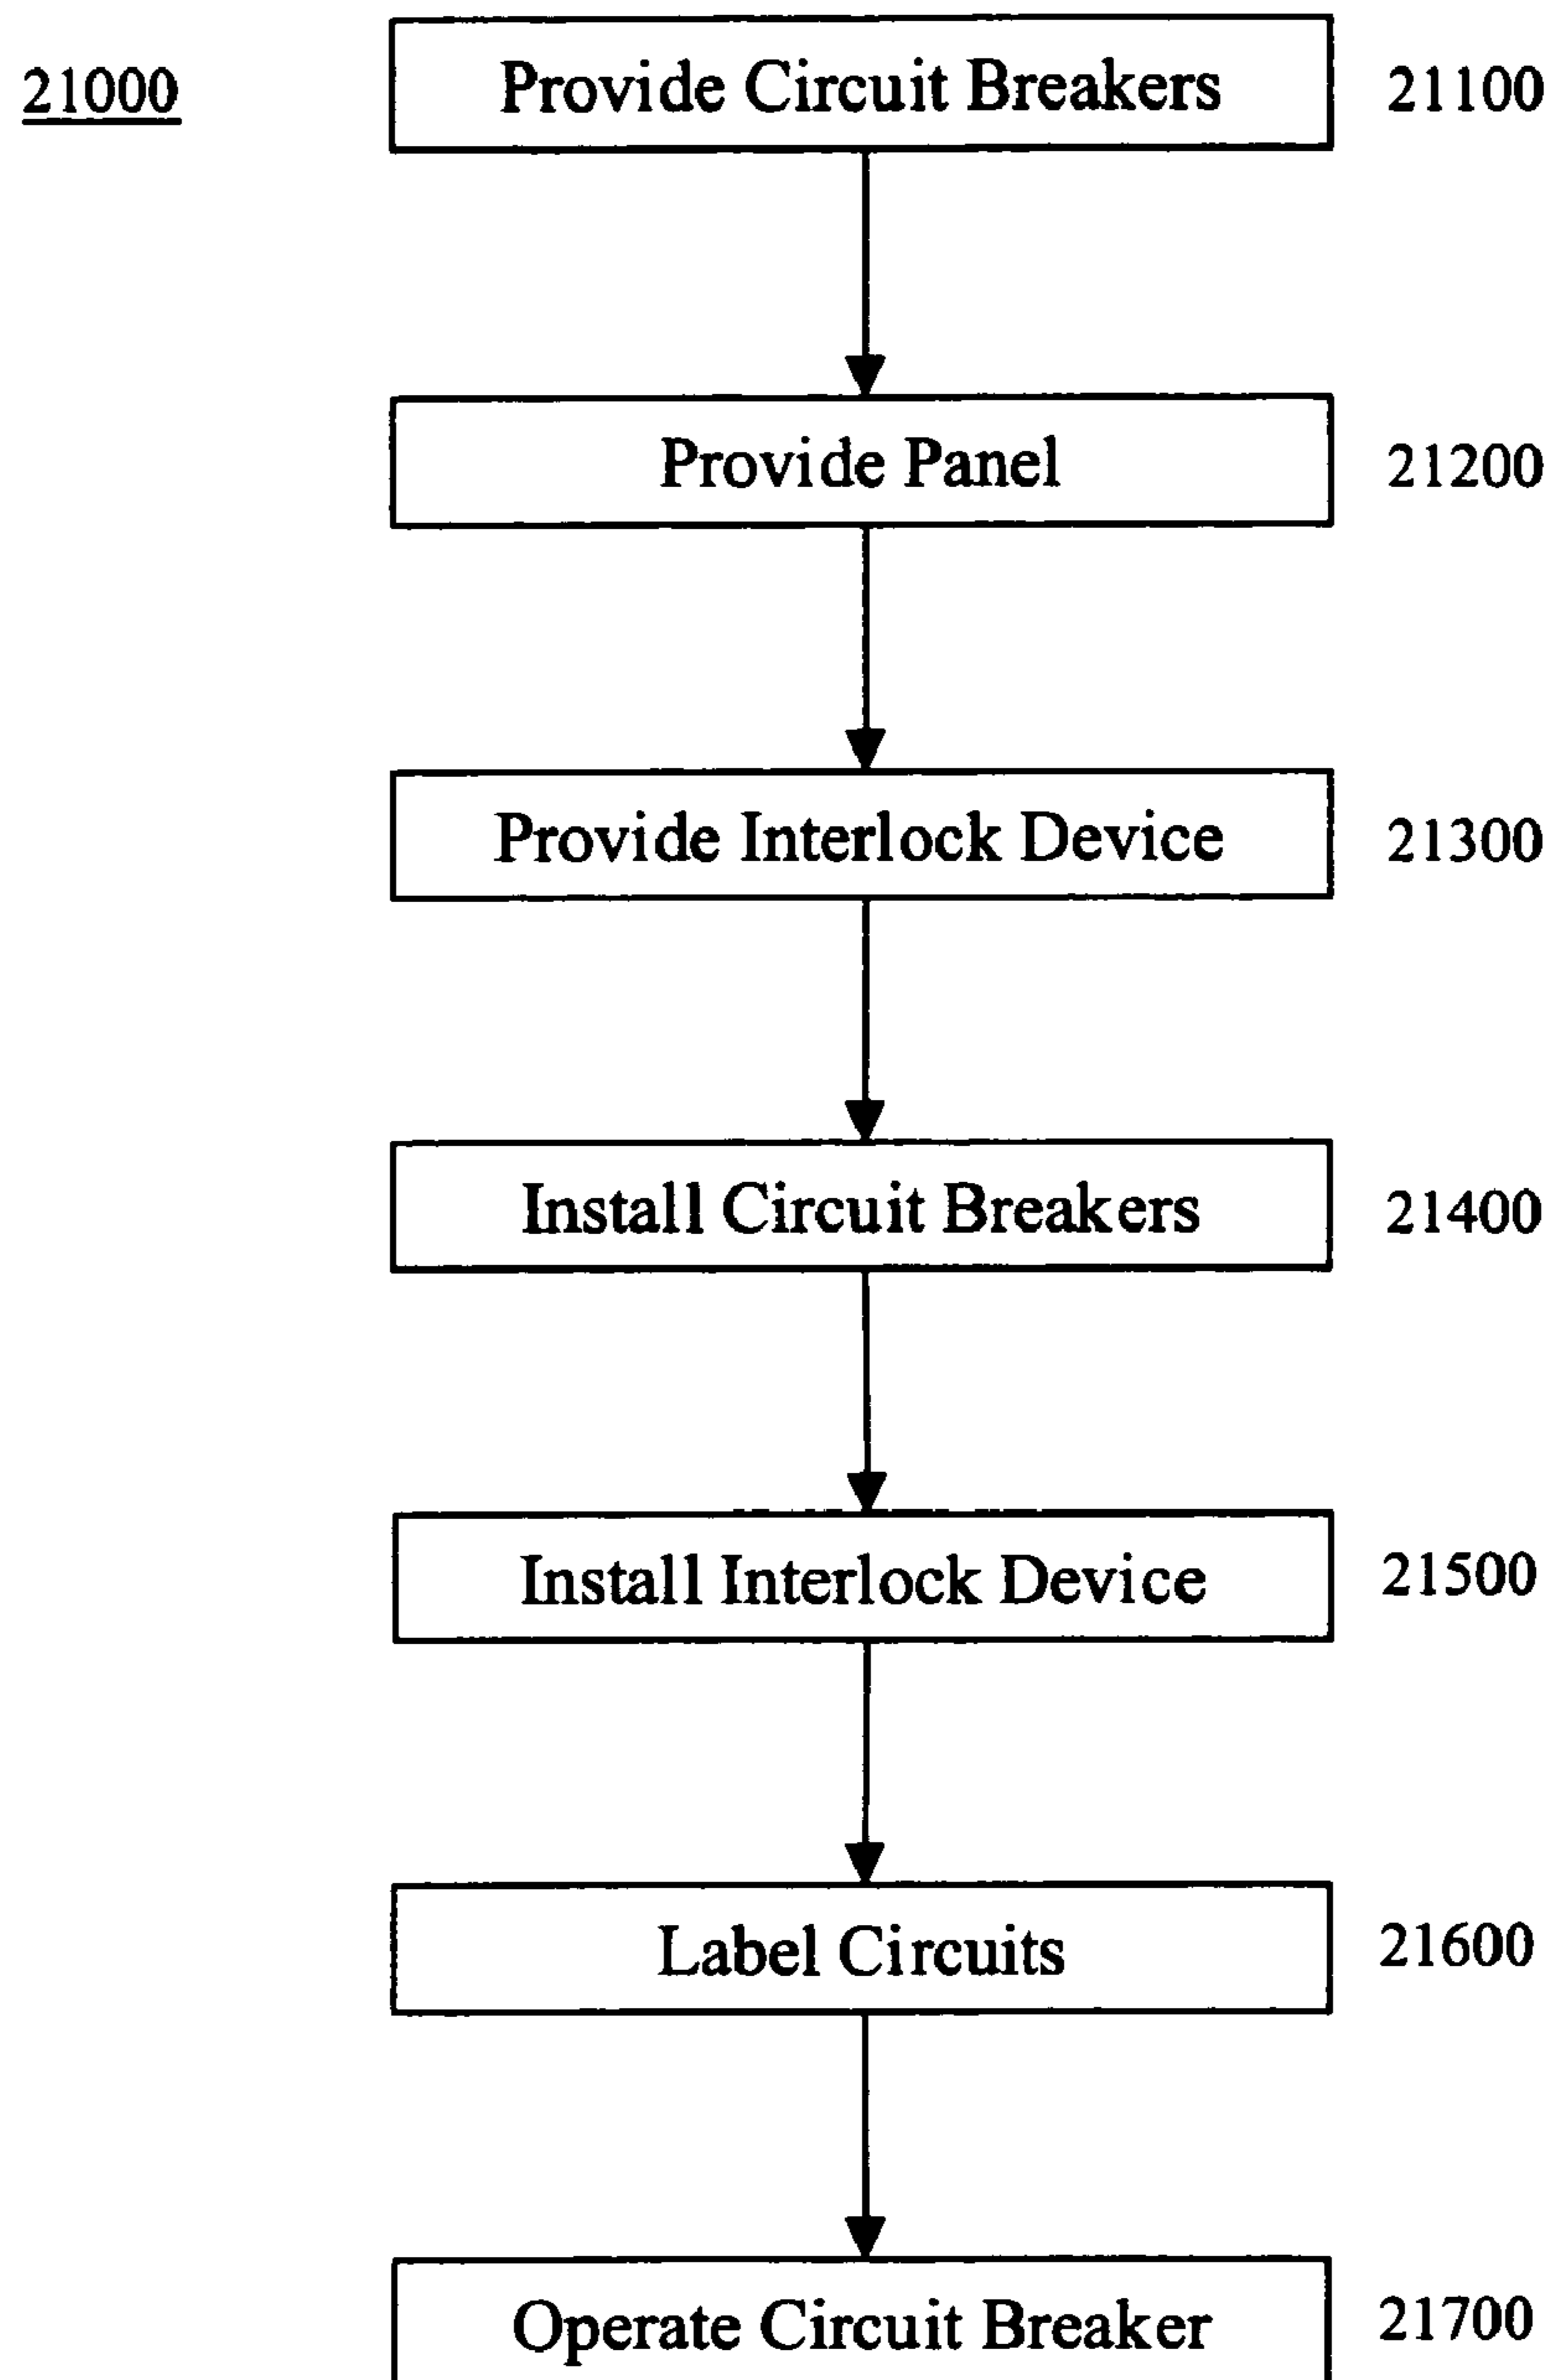 21000
Provide Circuit Breakers 21100
Provide Panel 21200
Provide Interlock Device 21300
Install Circuit Breakers 21400
Install Interlock Device 21500
Label Circuits 21600
Operate Circuit Breaker 21700